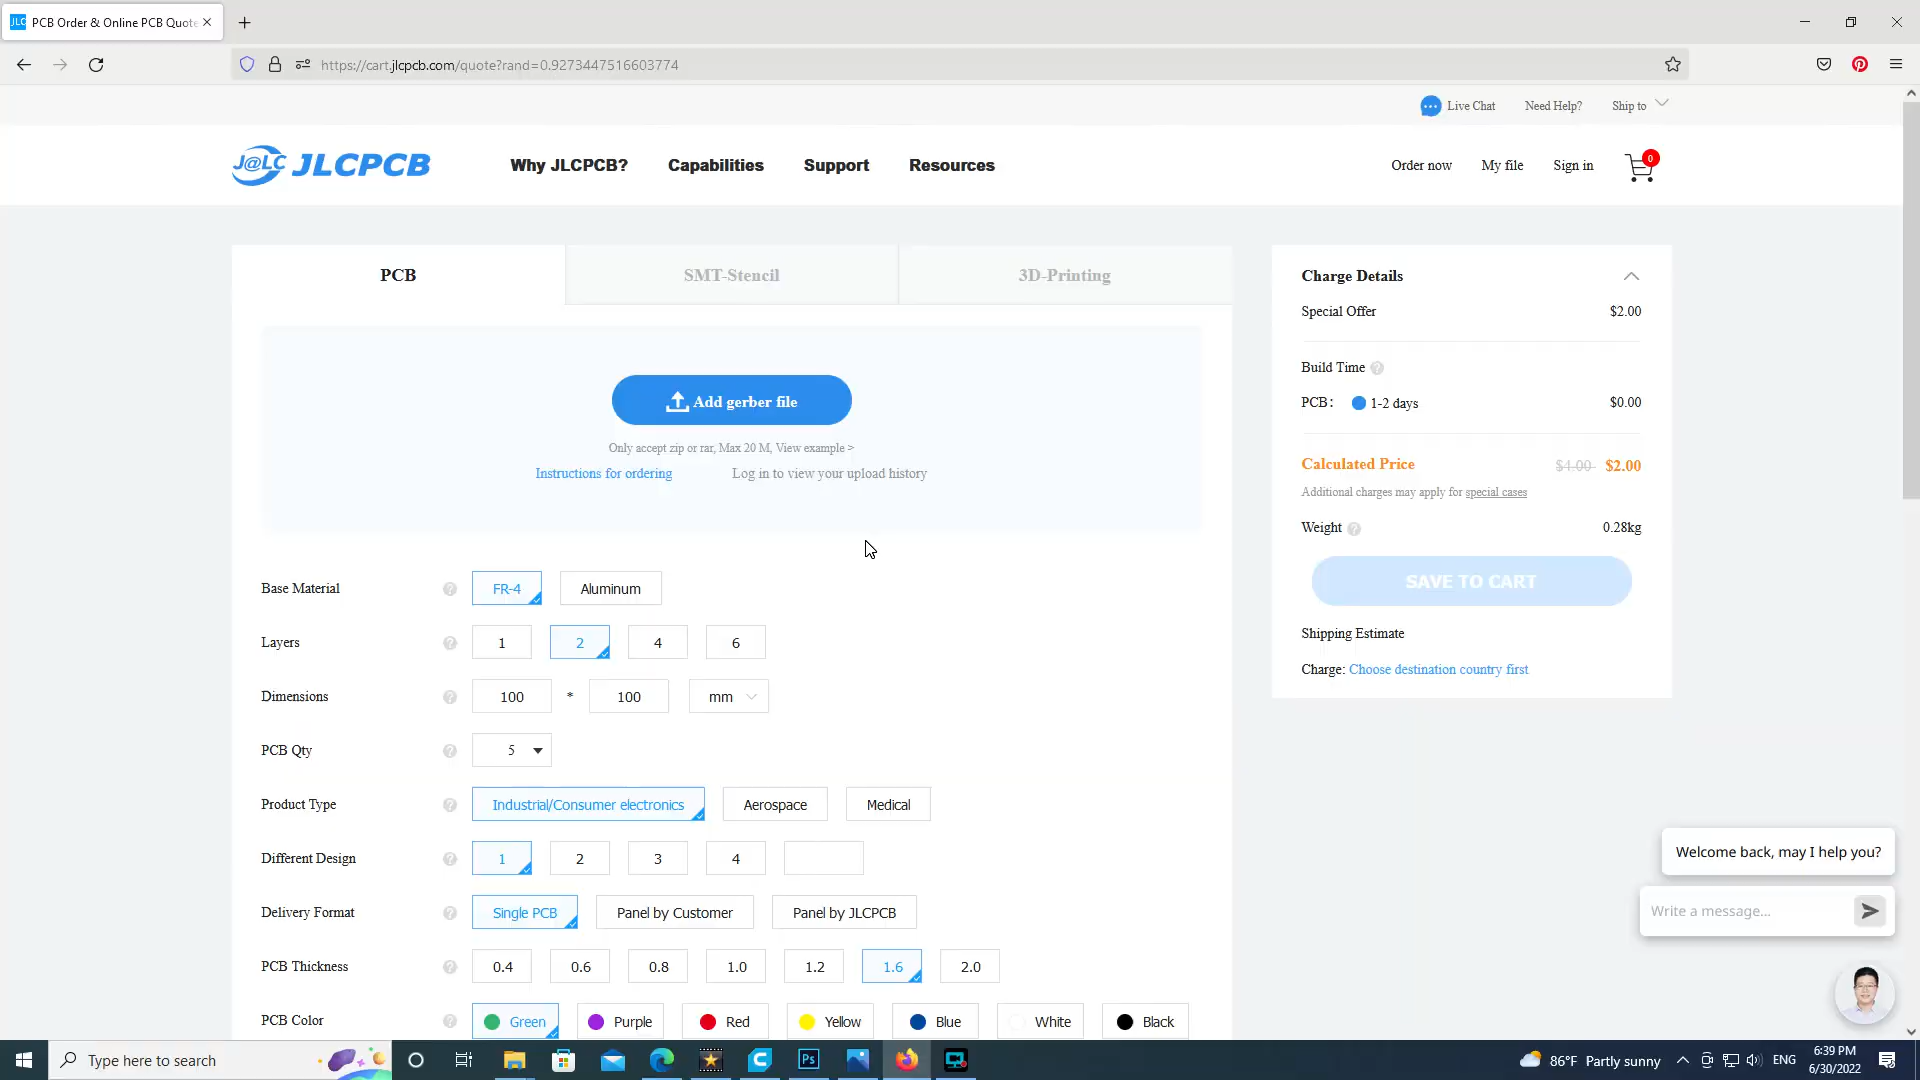 JLC PCB Order & Online PCB Quote
https://cart.jlcpcb.com/quote?rand=0.9273447516603774
Live Chat Need Help? Ship to
J@LC JLCPCB Why JLCPCB? Capabilities Support Resources Order now My file Sign in 0
PCB SMT-Stencil 3D-Printing
Add gerber file
Only accept zip or rar, Max 20 M, View example >
Instructions for ordering Log in to view your upload history
Base Material ? FR-4 Aluminum
Layers ? 1 2 4 6
Dimensions ? 100 * 100 mm
PCB Qty ? 5
Product Type ? Industrial/Consumer electronics Aerospace Medical
Different Design ? 1 2 3 4
Delivery Format ? Single PCB Panel by Customer Panel by JLCPCB
PCB Thickness ? 0.4 0.6 0.8 1.0 1.2 1.6 2.0
PCB Color ? Green Purple Red Yellow Blue White Black
Charge Details
Special Offer $2.00
Build Time ?
PCB: 1-2 days $0.00
Calculated Price $4.00 $2.00
Additional charges may apply for special cases
Weight ? 0.28kg
SAVE TO CART
Shipping Estimate
Charge: Choose destination country first
Welcome back, may I help you?
Write a message...
Type here to search
Ps
86°F Partly sunny
ENG
6:39 PM
6/30/2022